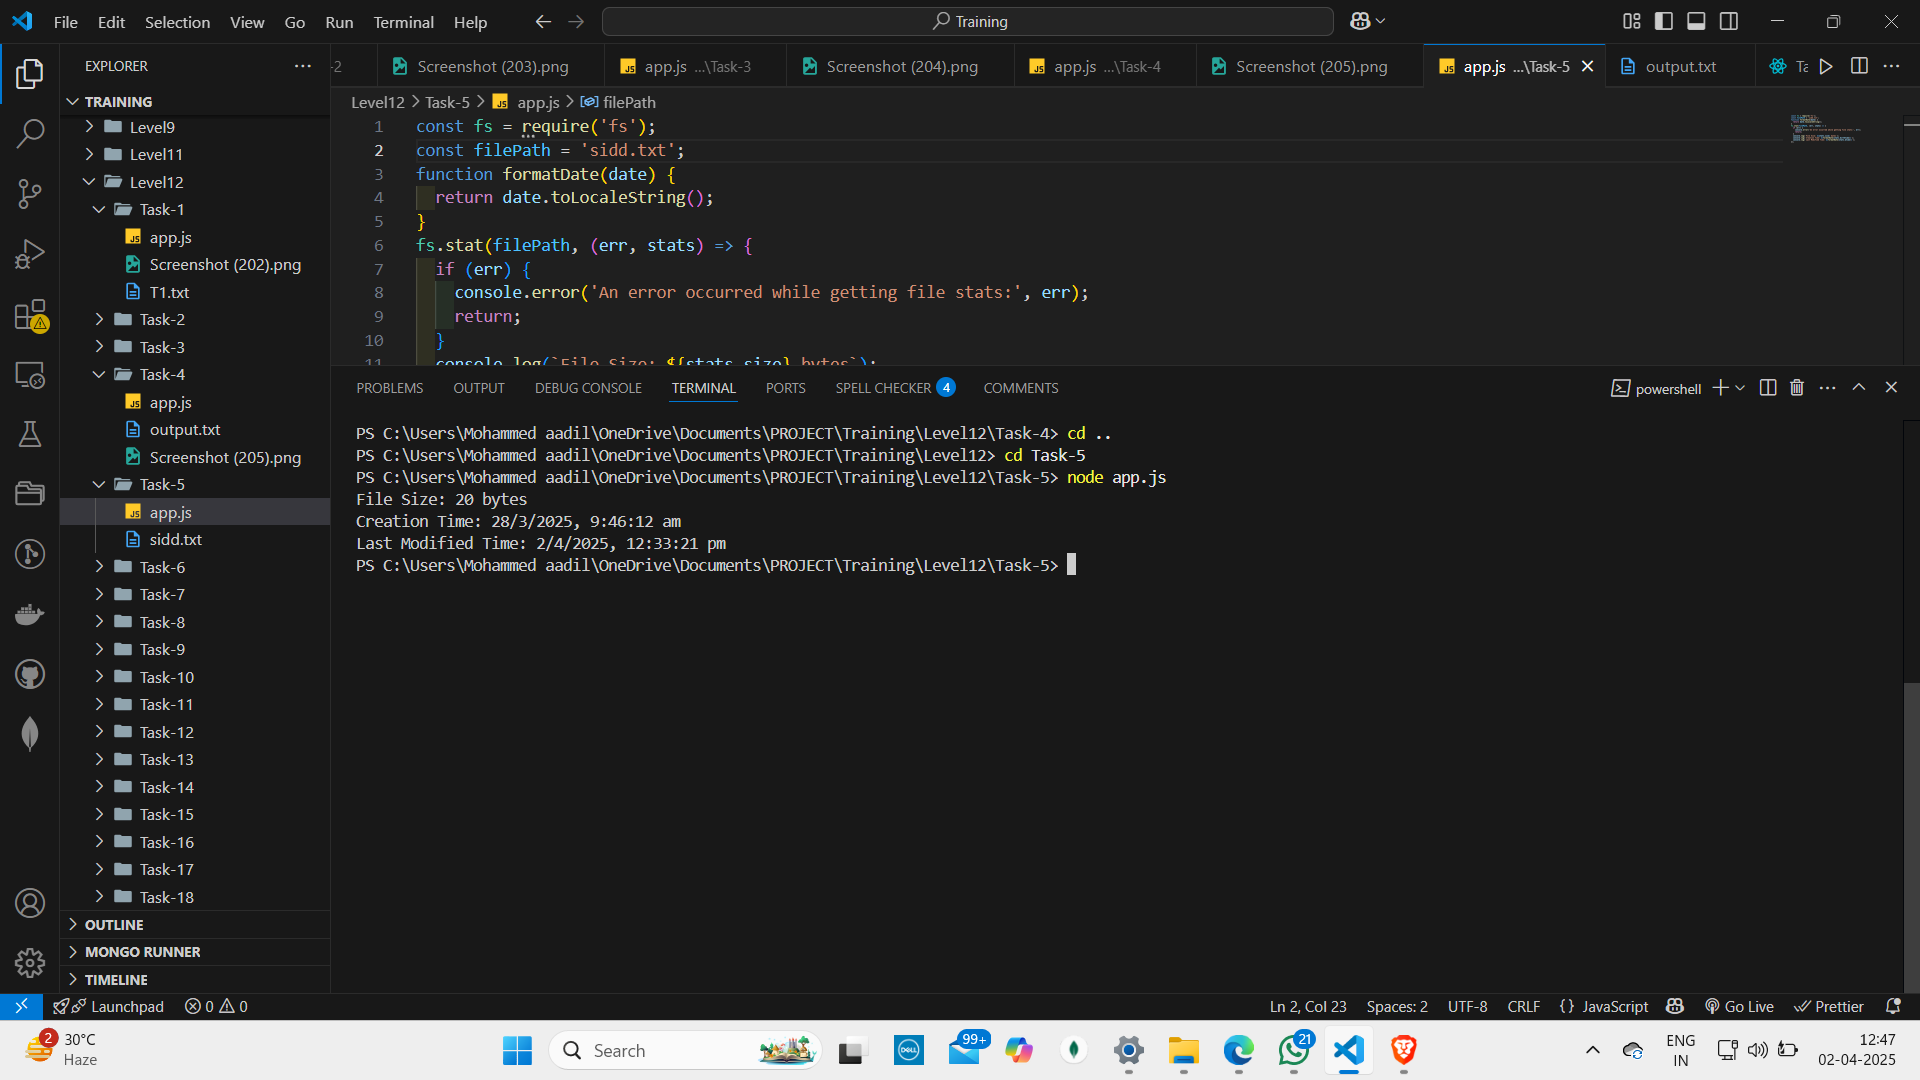 File Edit Selection View Go Run Terminal Help
Training
EXPLORER
-2
Screenshot (203).png
app.js ...\Task-3
Screenshot (204).png
app.js ...\Task-4
Screenshot (205).png
app.js ...\Task-5
output.txt
TRAINING
Level9
Level11
Level12
Task-1
app.js
Screenshot (202).png
T1.txt
Task-2
Task-3
Task-4
app.js
output.txt
Screenshot (205).png
Task-5
app.js
sidd.txt
Task-6
Task-7
Task-8
Task-9
Task-10
Task-11
Task-12
Task-13
Task-14
Task-15
Task-16
Task-17
Task-18
OUTLINE
MONGO RUNNER
TIMELINE
Level12 > Task-5 > JS app.js > filePath
1 const fs = require('fs');
2 const filePath = 'sidd.txt';
3 function formatDate(date) {
4 return date.toLocaleString();
5 }
6 fs.stat(filePath, (err, stats) => {
7 if (err) {
8 console.error('An error occurred while getting file stats:', err);
9 return;
10 }
11 console.log(`File Size: ${stats.size} bytes`);
PROBLEMS OUTPUT DEBUG CONSOLE TERMINAL PORTS SPELL CHECKER 4 COMMENTS
powershell
PS C:\Users\Mohammed aadil\OneDrive\Documents\PROJECT\Training\Level12\Task-4> cd ..
PS C:\Users\Mohammed aadil\OneDrive\Documents\PROJECT\Training\Level12> cd Task-5
PS C:\Users\Mohammed aadil\OneDrive\Documents\PROJECT\Training\Level12\Task-5> node app.js
File Size: 20 bytes
Creation Time: 28/3/2025, 9:46:12 am
Last Modified Time: 2/4/2025, 12:33:21 pm
PS C:\Users\Mohammed aadil\OneDrive\Documents\PROJECT\Training\Level12\Task-5>
Launchpad 0 0
Ln 2, Col 23 Spaces: 2 UTF-8 CRLF {} JavaScript Go Live Prettier
2
30°C
Haze
Search
DELL
99+
21
ENG
IN
12:47
02-04-2025